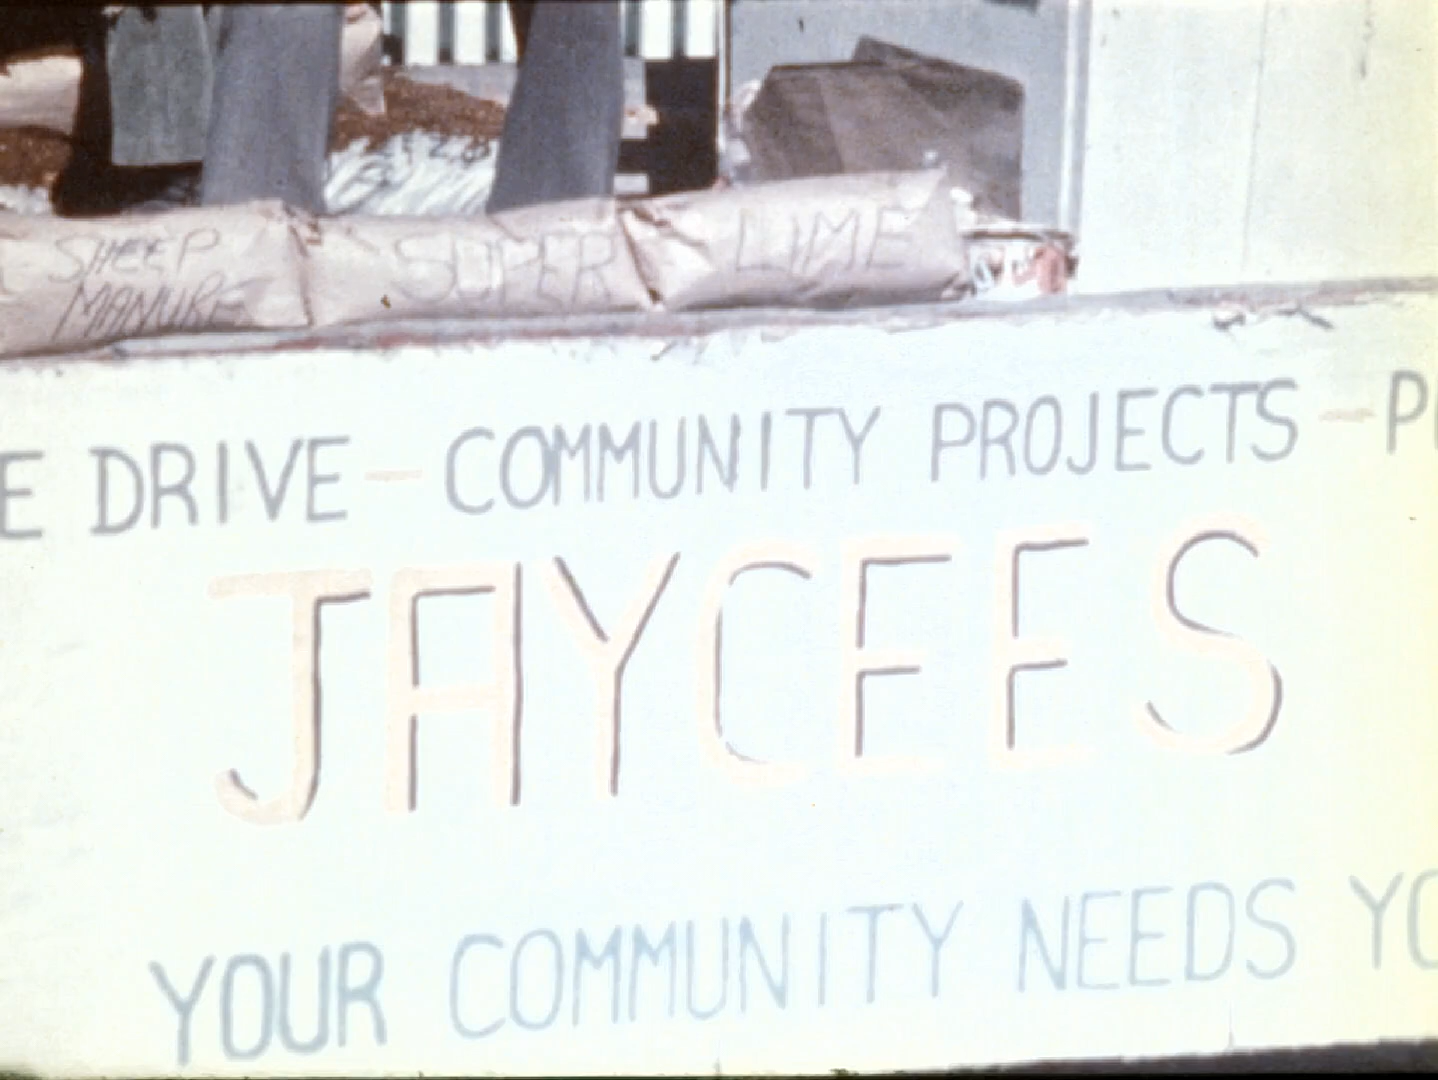 SHEEP MANURE
SUPER
LIME
DRIVE - COMMUNITY PROJECTS -
JAYCEES
YOUR COMMUNITY NEEDS